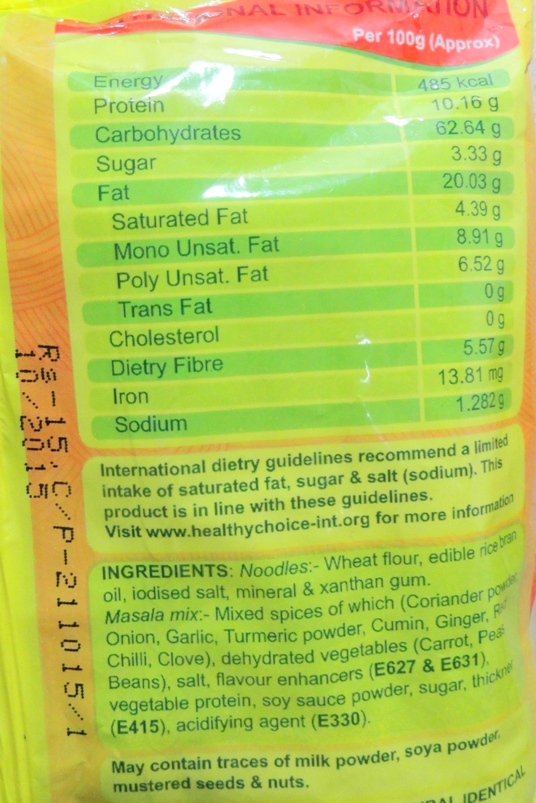 INFORMATION
Per 100g (Approx)
Energy 485 kcal
Protein 10.16 g
Carbohydrates 62.64 g
Sugar 3.33 g
Fat 20.03 g
Saturated Fat 4.39 g
Mono Unsat. Fat 8.91 g
Poly Unsat. Fat 6.52 g
Trans Fat 0 g
Cholesterol 0 g
Dietry Fibre 5.57 g
Iron 13.81 mg
Sodium 1.282 g
International dietry guidelines recommend a limited
intake of saturated fat, sugar & salt (sodium). This
product is in line with these guidelines.
Visit www.healthychoice-int.org for more information
INGREDIENTS: Noodles:- Wheat flour, edible rice bran
oil, iodised salt, mineral & xanthan gum.
Masala mix:- Mixed spices of which (Coriander powder,
Onion, Garlic, Turmeric powder, Cumin, Ginger,
Chilli, Clove), dehydrated vegetables (Carrot, Peas
Beans), salt, flavour enhancers (E627 & E631),
vegetable protein, soy sauce powder, sugar,
(E415), acidifying agent (E330).
May contain traces of milk powder, soya powder,
mustered seeds & nuts.
IDENTICAL
Rs-15.C/P-211015/1
10/2015